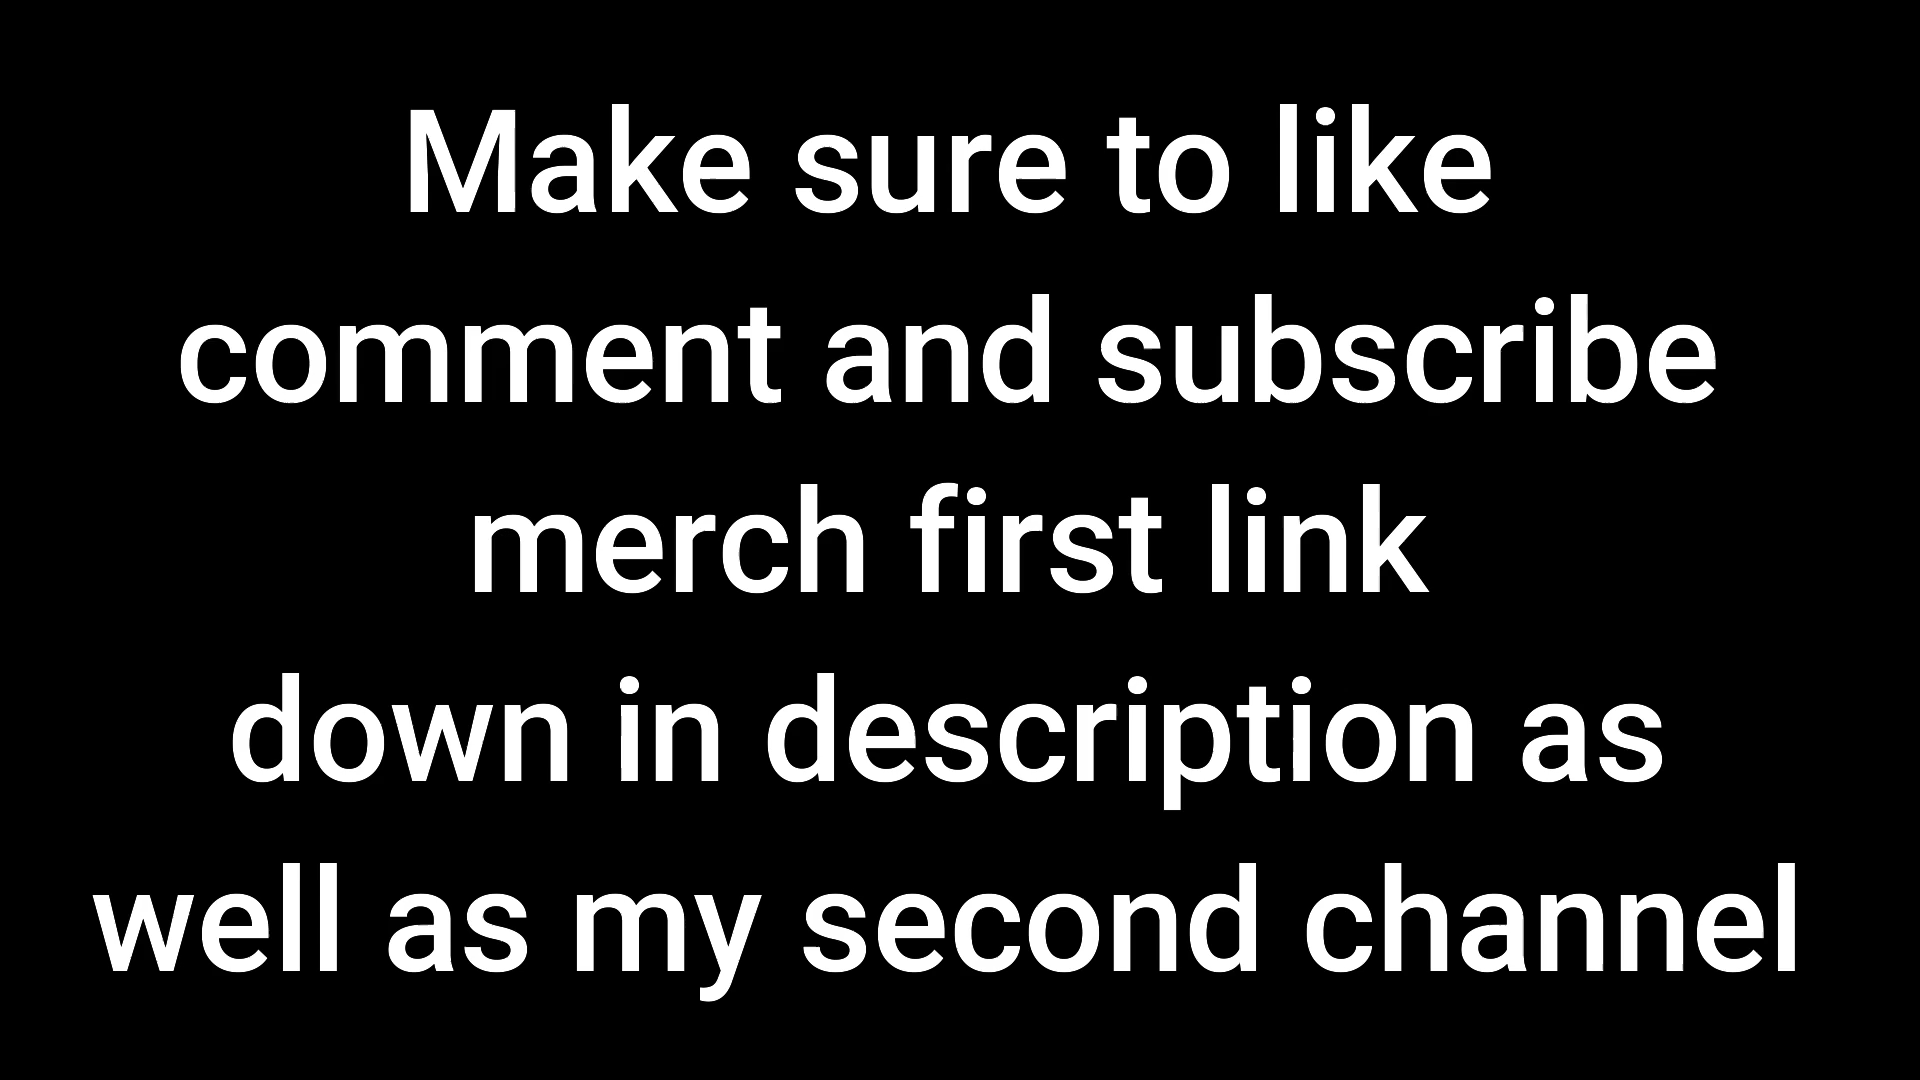 Make sure to like
comment and subscribe
merch first link
down in description as
well as my second channel